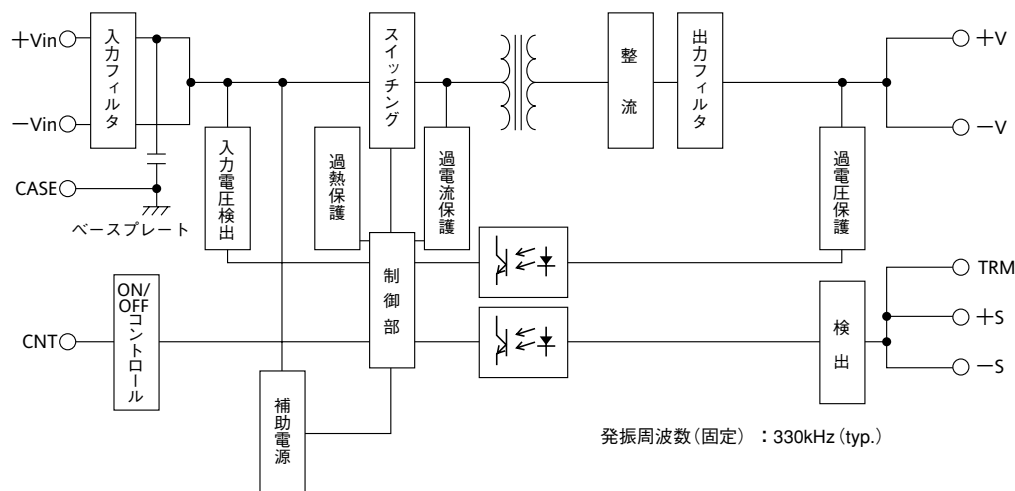 +Vin
入力フィルタ
スイッチング
整流
出力フィルタ
+V
−Vin
−V
入力電圧検出
過熱保護
過電流保護
過電圧保護
CASE
ベースプレート
制御部
TRM
ON/
OFF
コントロール
検出
+S
CNT
−S
補助電源
発振周波数(固定) : 330kHz (typ.)